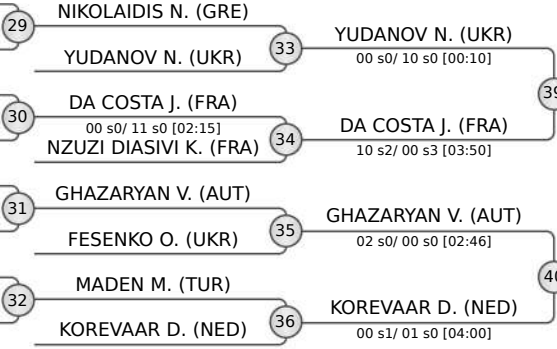 NIKOLAIDIS N. (GRE)
29
YUDANOV N. (UKR)
33
YUDANOV N. (UKR)
00 s0/ 10 s0 [00:10]
39
DA COSTA J. (FRA)
30
00 s0/ 11 s0 [02:15]
NZUZI DIASIVI K. (FRA)
34
DA COSTA J. (FRA)
10 s2/ 00 s3 [03:50]
GHAZARYAN V. (AUT)
31
FESENKO O. (UKR)
35
GHAZARYAN V. (AUT)
02 s0/ 00 s0 [02:46]
40
MADEN M. (TUR)
32
KOREVAAR D. (NED)
36
KOREVAAR D. (NED)
00 s1/ 01 s0 [04:00]